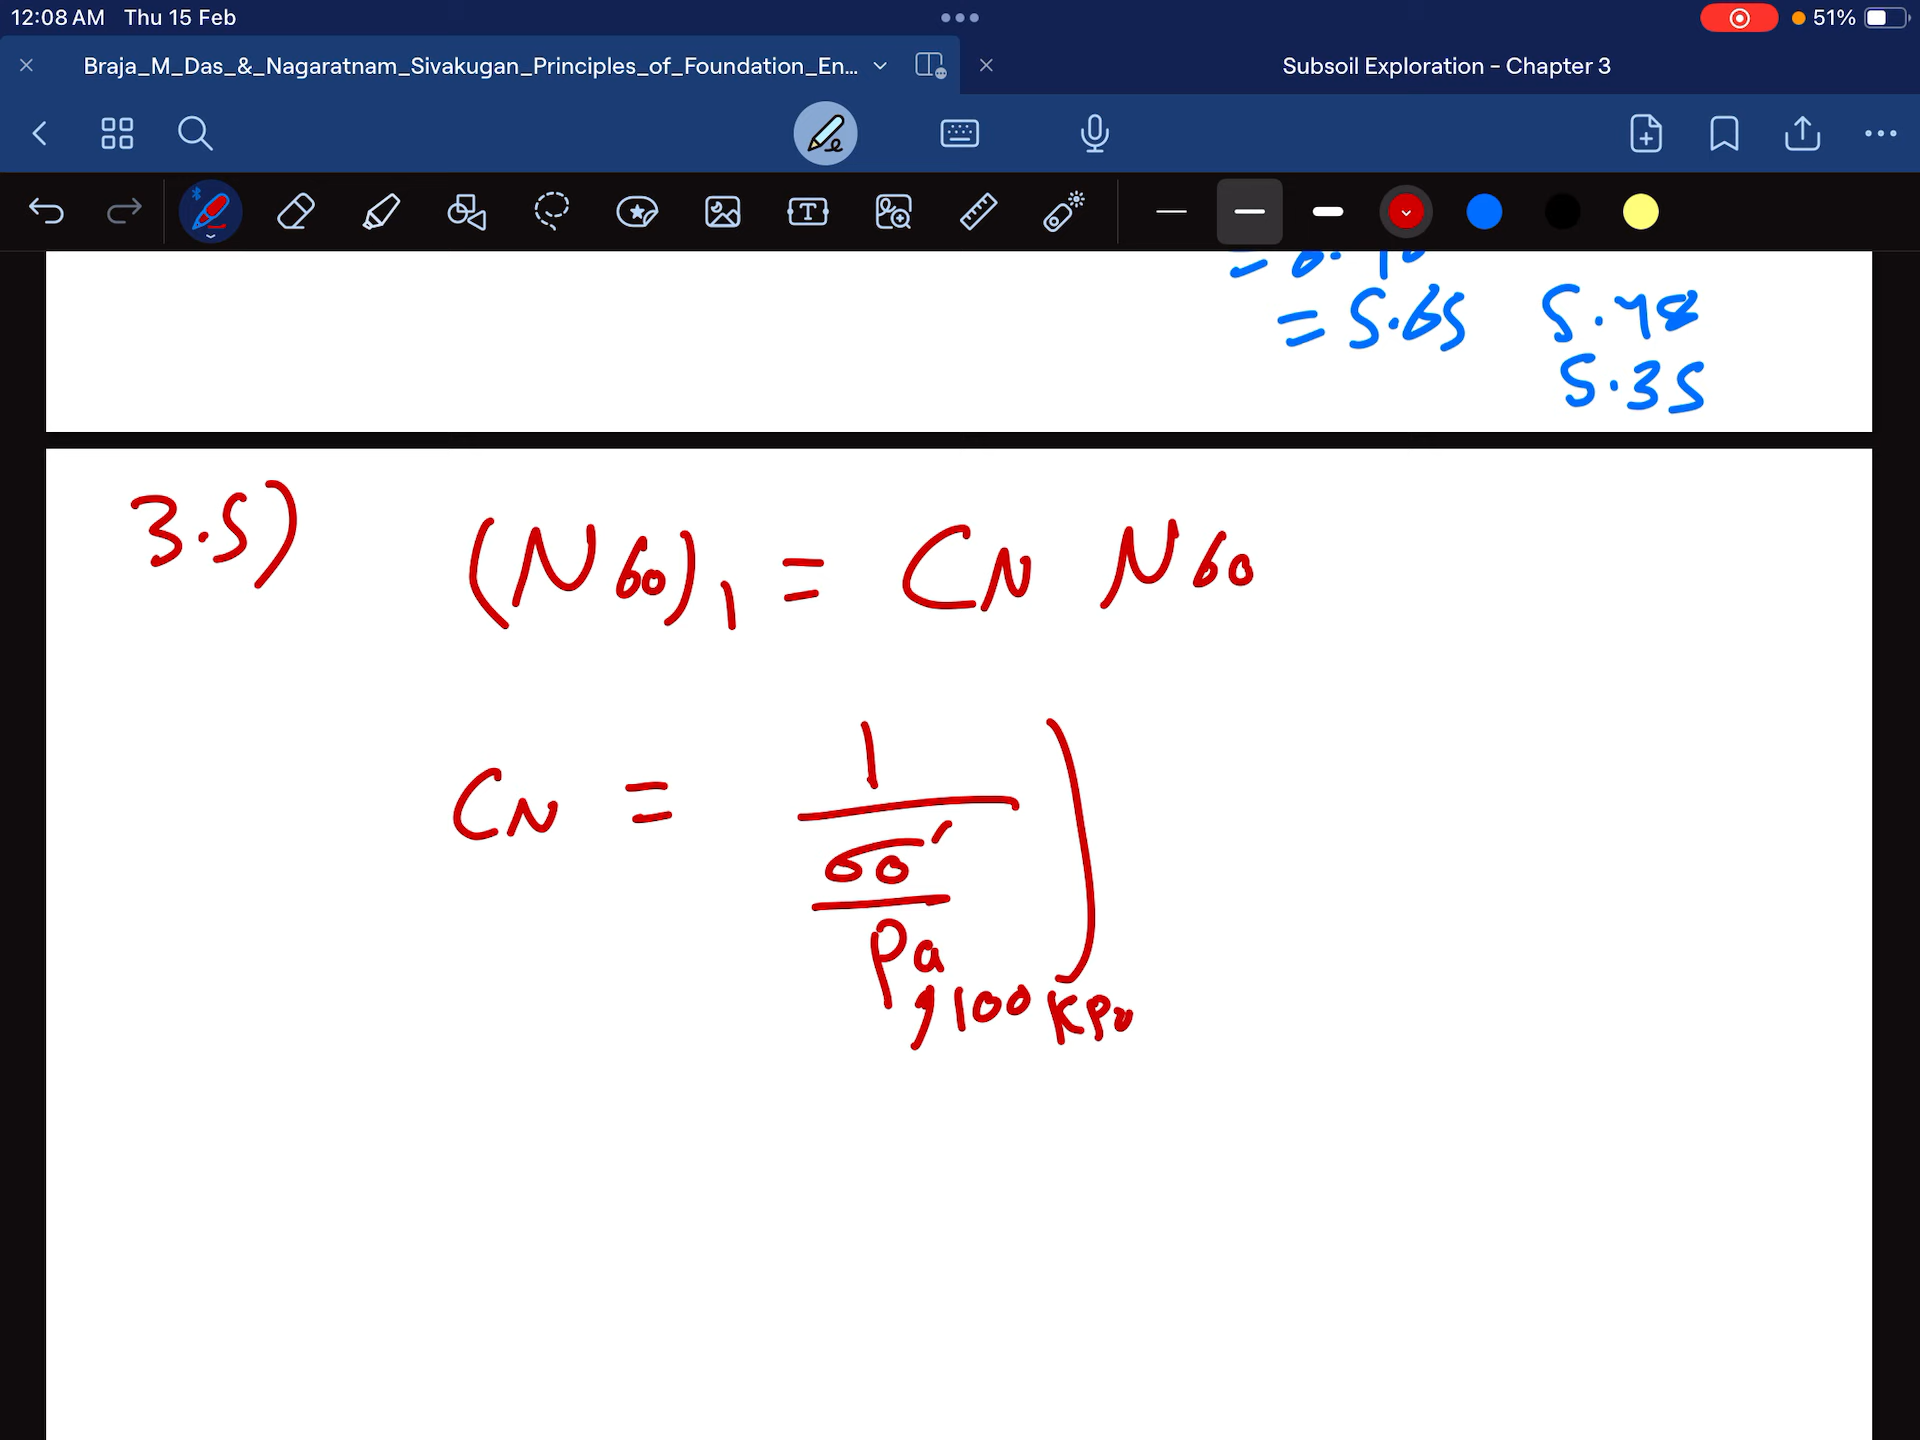 12:08 AM Thu 15 Feb
51%
Braja_M_Das_&_Nagaratnam_Sivakugan_Principles_of_Foundation_En...
Subsoil Exploration – Chapter 3
= 5.65 5.78
5.35
3.5) (N60)1 = CN N60
CN = 1
σo'
Pa
, 100 kPa